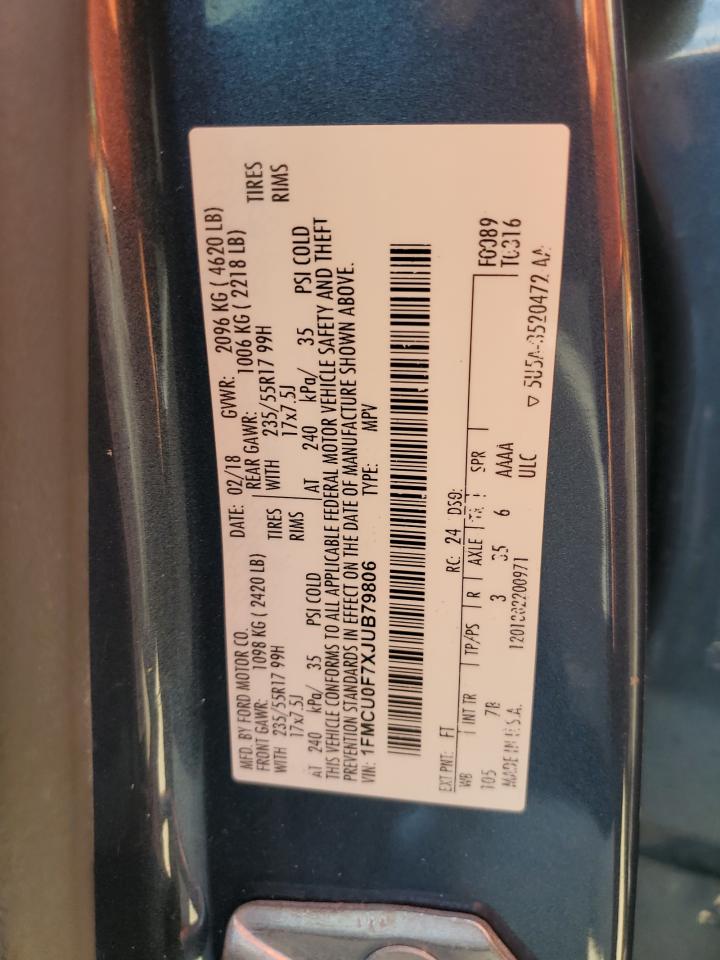 MFD. BY FORD MOTOR CO.
DATE: 02/18 GVWR: 2096 KG ( 4620 LB)
FRONT GAWR: 1098 KG ( 2420 LB) REAR GAWR: 1006 KG ( 2218 LB)
WITH 235/55R17 99H TIRES WITH 235/55R17 99H TIRES
17x7.5J RIMS 17x7.5J RIMS
AT 240 kPa/ 35 PSI COLD AT 240 kPa/ 35 PSI COLD
THIS VEHICLE CONFORMS TO ALL APPLICABLE FEDERAL MOTOR VEHICLE SAFETY AND THEFT
PREVENTION STANDARDS IN EFFECT ON THE DATE OF MANUFACTURE SHOWN ABOVE.
VIN: 1FMCU0F7XJUB79806 TYPE: MPV
EXT PNT: FT RC: 24 DSO: F0089
WB INT TR TP/PS R AXLE SPR T0316
105 7B 3 35 6 AAAA
MADE IN U.S.A. ULC
▽ 5U5A-3520472